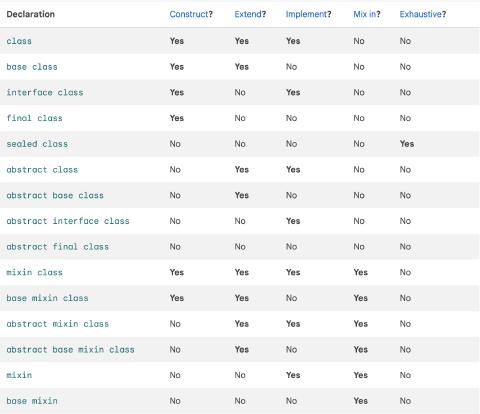 Declaration Construct? Extend? Implement? Mix in? Exhaustive?
class Yes Yes Yes No No
base class Yes Yes No No No
interface class Yes No Yes No No
final class Yes No No No No
sealed class No No No No Yes
abstract class No Yes Yes No No
abstract base class No Yes No No No
abstract interface class No No Yes No No
abstract final class No No No No No
mixin class Yes Yes Yes Yes No
base mixin class Yes Yes No Yes No
abstract mixin class No Yes Yes Yes No
abstract base mixin class No Yes No Yes No
mixin No No Yes Yes No
base mixin No No No Yes No